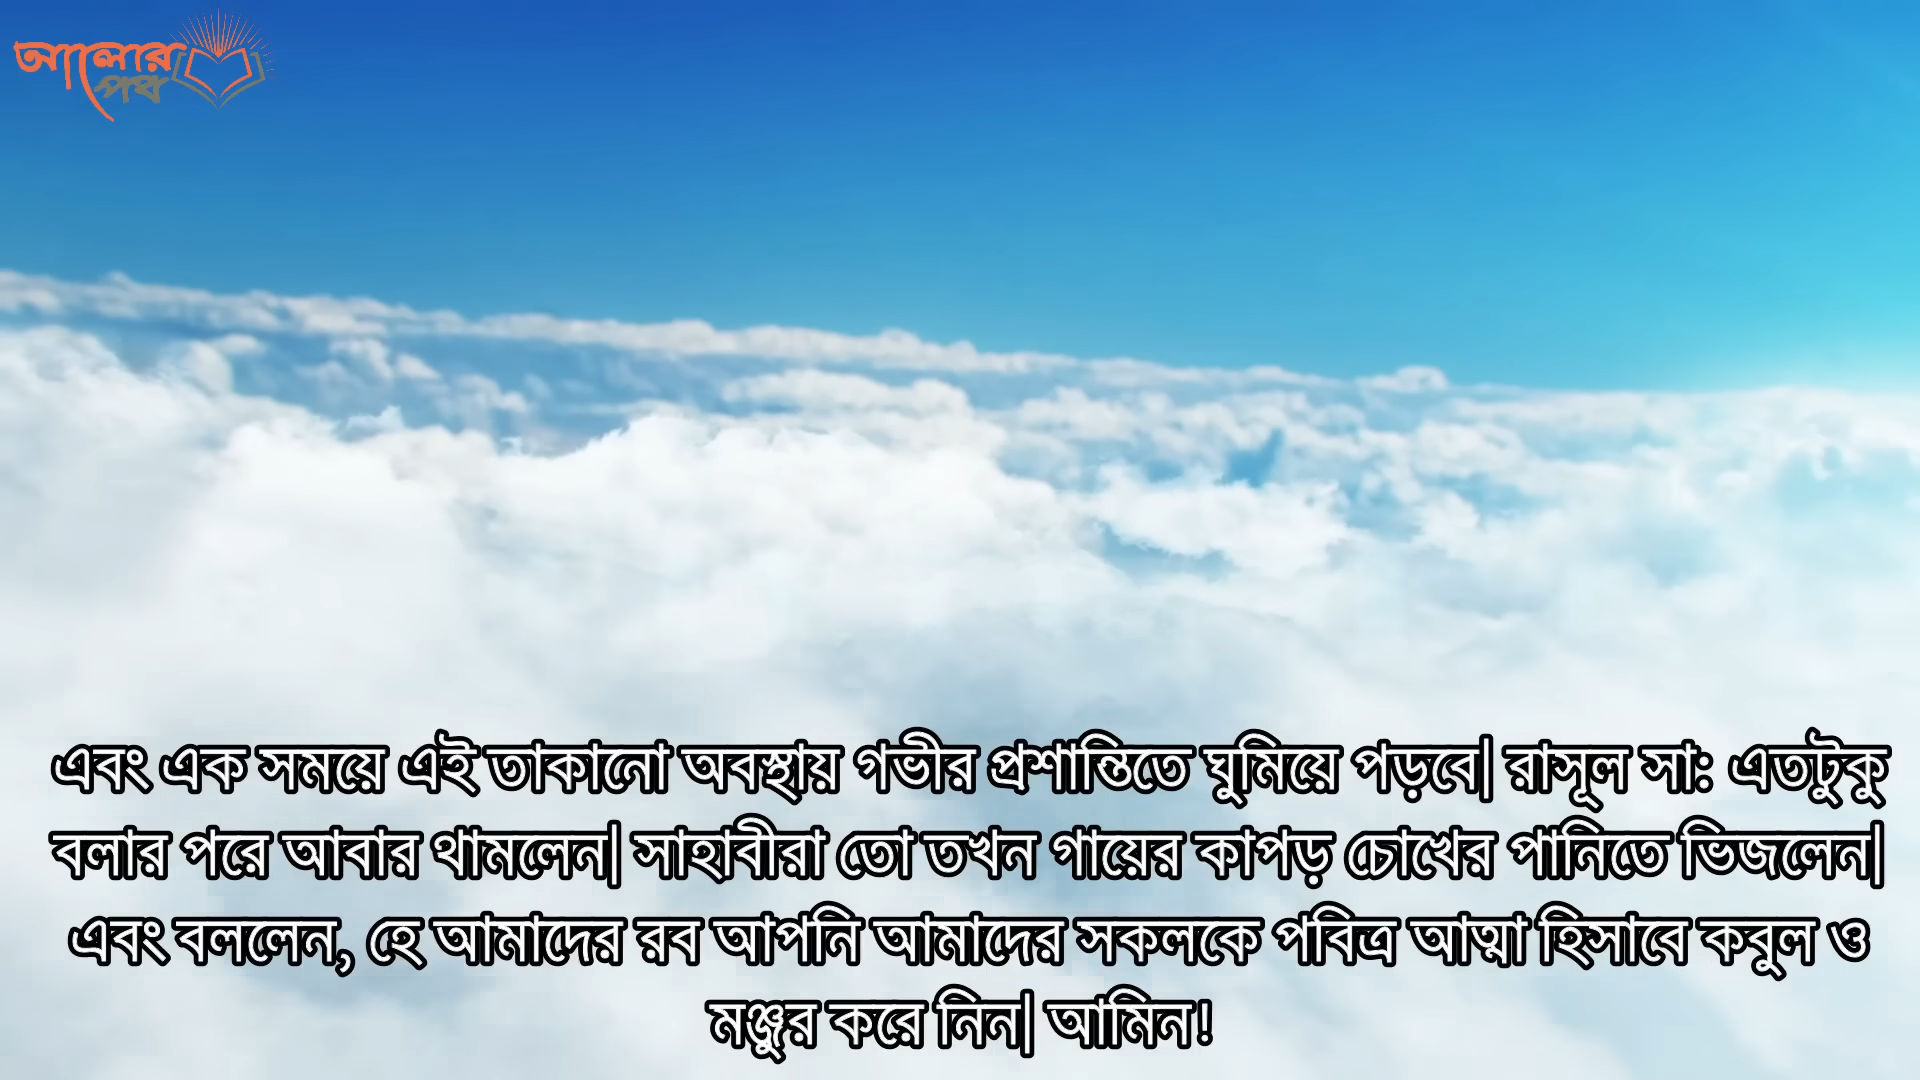 আলোর
পথ
এবং এক সময়ে এই তাকানো অবস্থায় গভীর প্রশান্তিতে ঘুমিয়ে পড়বে| রাসূল সাঃ এতটুকু
বলার পরে আবার থামলেন| সাহাবীরা তো তখন গায়ের কাপড় চোখের পানিতে ভিজলেন|
এবং বললেন, হে আমাদের রব আপনি আমাদের সকলকে পবিত্র আত্মা হিসাবে কবুল ও
মঞ্জুর করে নিন| আমিন!